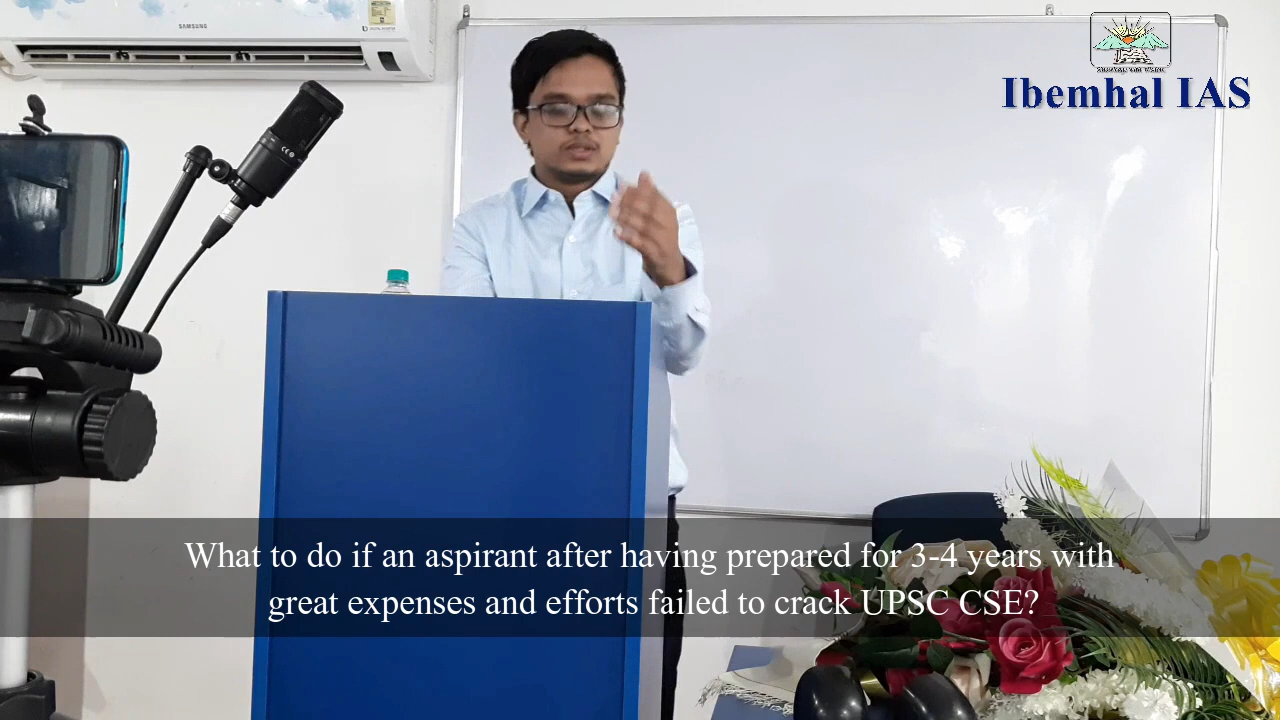 SAMSUNG
Ibemhal IAS
CE
What to do if an aspirant after having prepared for 3-4 years with
great expenses and efforts failed to crack UPSC CSE?